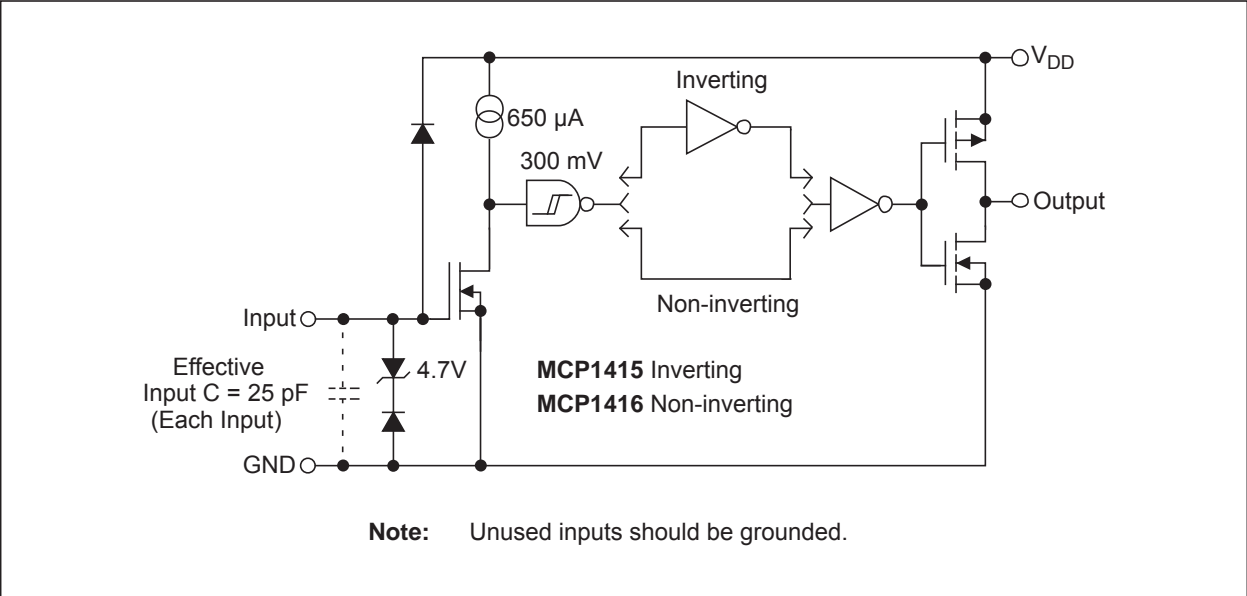 V_DD
Inverting
650 µA
300 mV
Output
Non-inverting
Input
Effective
Input C = 25 pF
(Each Input)
4.7V
MCP1415 Inverting
MCP1416 Non-inverting
GND
Note: Unused inputs should be grounded.